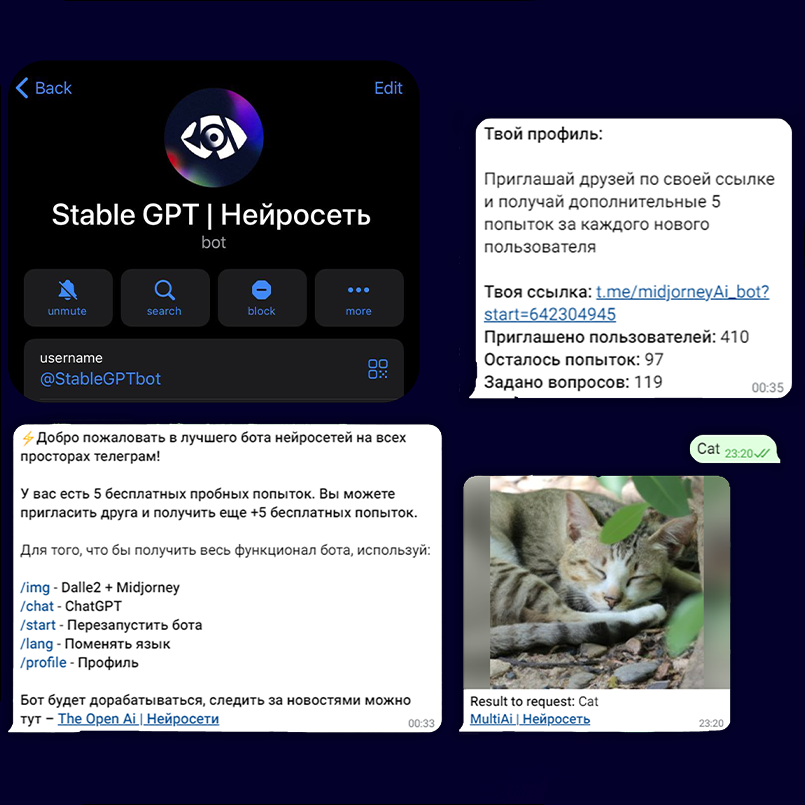 Back
Edit
Stable GPT | Нейросеть
bot
unmute
search
block
more
username
@StableGPTbot
Твой профиль:
Приглашай друзей по своей ссылке
и получай дополнительные 5
попыток за каждого нового
пользователя
Твоя ссылка: t.me/midjorneyAi_bot?
start=642304945
Приглашено пользователей: 410
Осталось попыток: 97
Задано вопросов: 119
00:35
⚡Добро пожаловать в лучшего бота нейросетей на всех
просторах телеграм!
У вас есть 5 бесплатных пробных попыток. Вы можете
пригласить друга и получить еще +5 бесплатных попыток.
Для того, что бы получить весь функционал бота, используй:
/img - Dalle2 + Midjorney
/chat - ChatGPT
/start - Перезапустить бота
/lang - Поменять язык
/profile - Профиль
Бот будет дорабатываться, следить за новостями можно
тут – The Open Ai | Нейросети
00:33
Cat 23:20
Result to request: Cat
MultiAi | Нейросеть
23:20